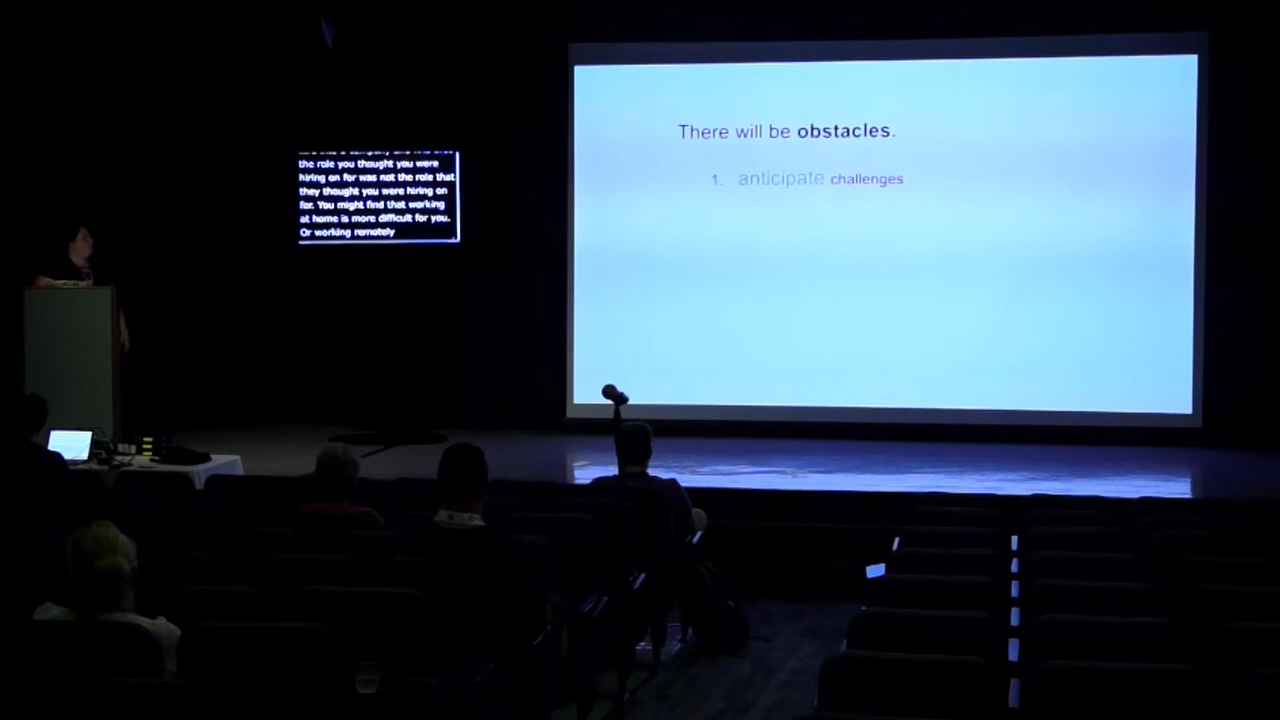 the role you thought you were
hiring on for was not the role that
they thought you were hiring on
for. You might find that working
at home is more difficult for you.
Or working remotely
There will be obstacles.
1. anticipate challenges